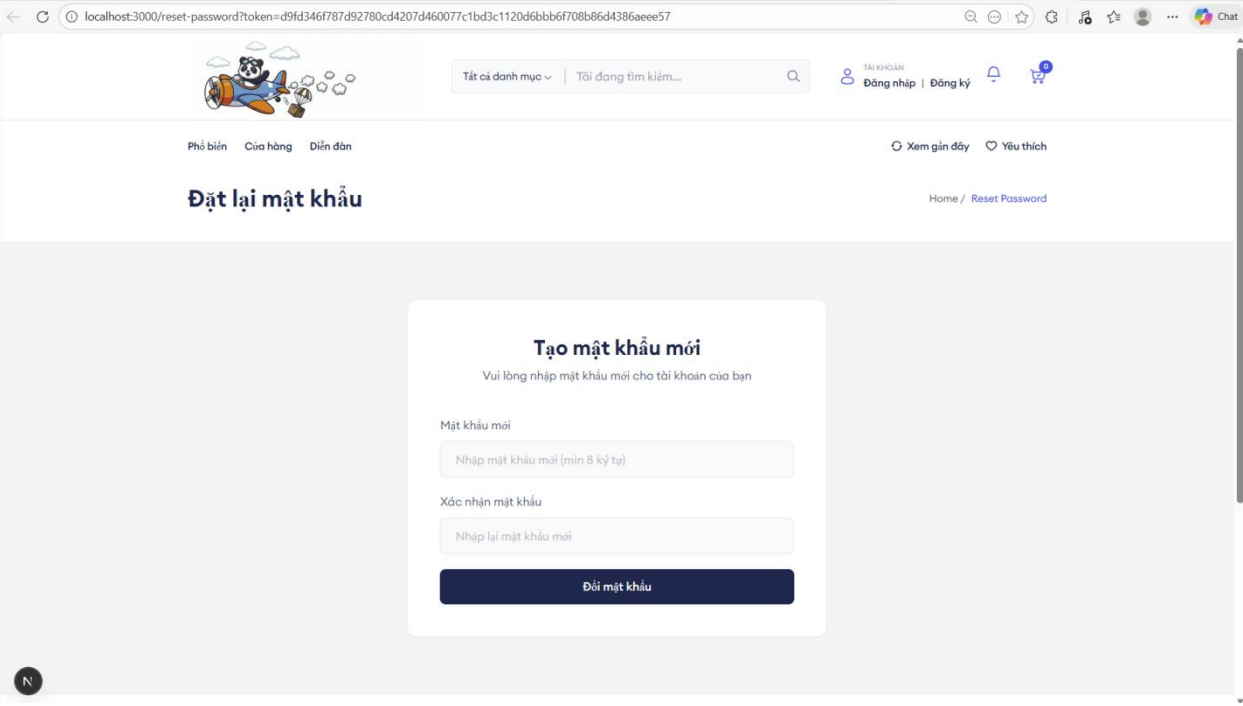 localhost:3000/reset-password?token=d9fd346f787d92780cd4207d460077c1bd3c1120d6bbb6f708b86d4386aeee57
Chat
Tất cả danh mục
Tôi đang tìm kiếm...
TÀI KHOẢN
Đăng nhập | Đăng ký
0
Phổ biến Cửa hàng Diễn đàn
Xem gần đây Yêu thích
Đặt lại mật khẩu
Home / Reset Password
Tạo mật khẩu mới
Vui lòng nhập mật khẩu mới cho tài khoản của bạn
Mật khẩu mới
Nhập mật khẩu mới (min 8 ký tự)
Xác nhận mật khẩu
Nhập lại mật khẩu mới
Đổi mật khẩu
N